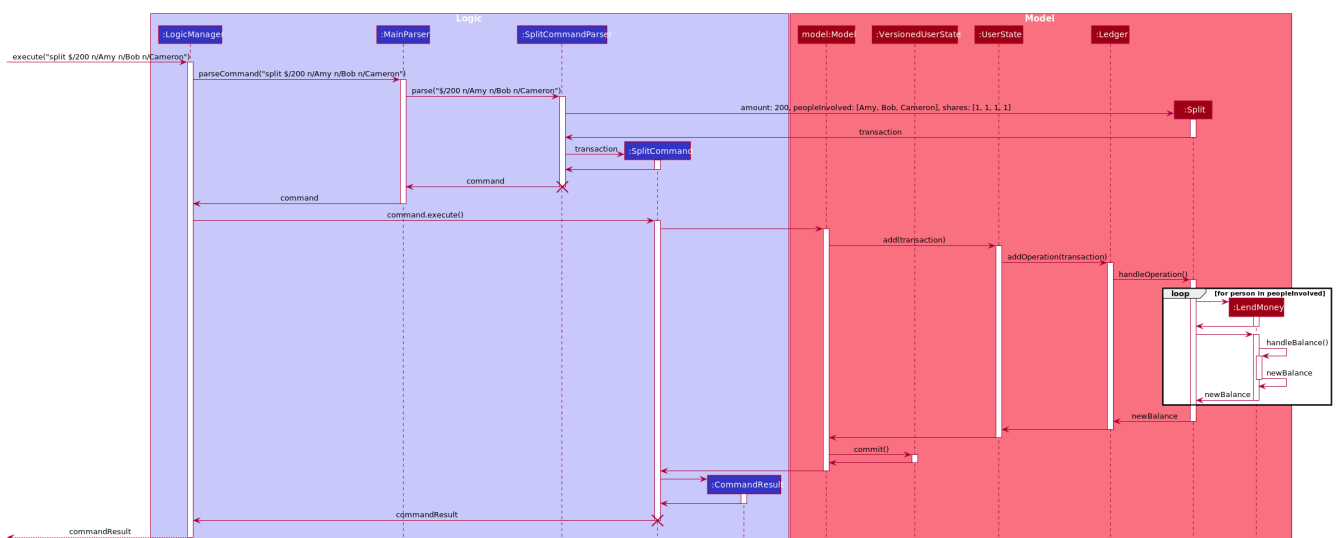 Logic
Model
:LogicManager
:MainParser
:SplitCommandParser
model:Model
:VersionedUserState
:UserState
:Ledger
execute("split $/200 n/Amy n/Bob n/Cameron")
parseCommand("split $/200 n/Amy n/Bob n/Cameron")
parse("$/200 n/Amy n/Bob n/Cameron")
amount: 200, peopleInvolved: [Amy, Bob, Cameron], shares: [1, 1, 1, 1]
:Split
transaction
transaction
:SplitCommand
command
command
command.execute()
add(transaction)
addOperation(transaction)
handleOperation()
loop
[for person in peopleInvolved]
:LendMoney
handleBalance()
newBalance
newBalance
newBalance
commit()
:CommandResult
commandResult
commandResult